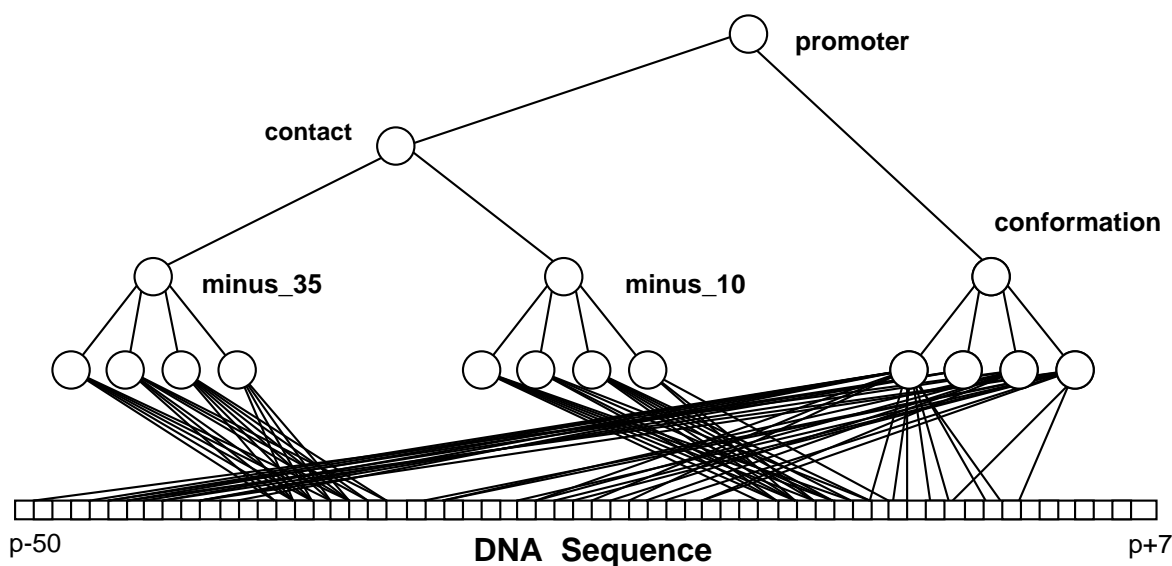 promoter
contact
conformation
minus_35
minus_10
p-50
DNA Sequence
p+7